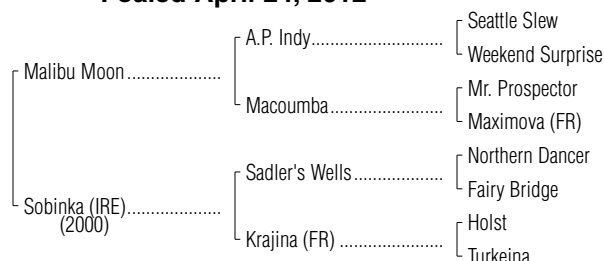 Foaled April 24, 2012
Seattle Slew
A.P. Indy
Weekend Surprise
Malibu Moon
Mr. Prospector
Macoumba
Maximova (FR)
Northern Dancer
Sadler's Wells
Fairy Bridge
Sobinka (IRE)
(2000)
Holst
Krajina (FR)
Turkeina